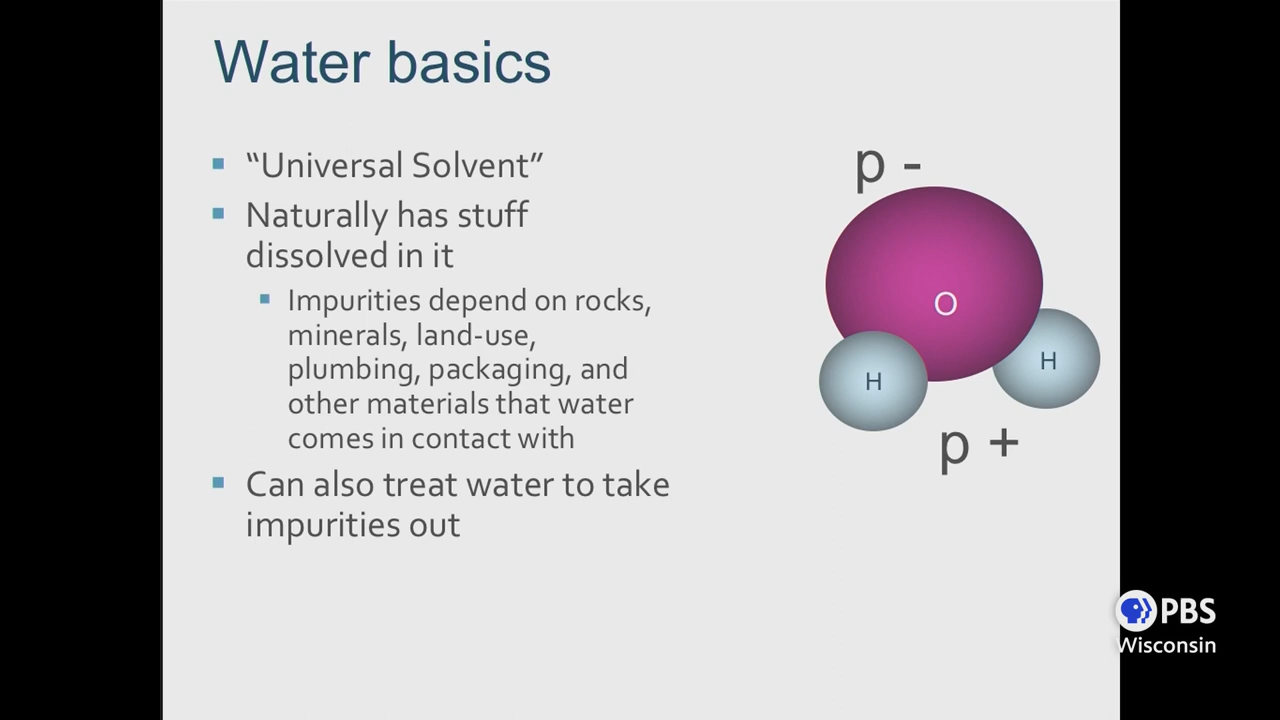 Water basics
“Universal Solvent”
Naturally has stuff
dissolved in it
Impurities depend on rocks,
minerals, land-use,
plumbing, packaging, and
other materials that water
comes in contact with
Can also treat water to take
impurities out
p -
O
H
H
p +
PBS
Wisconsin